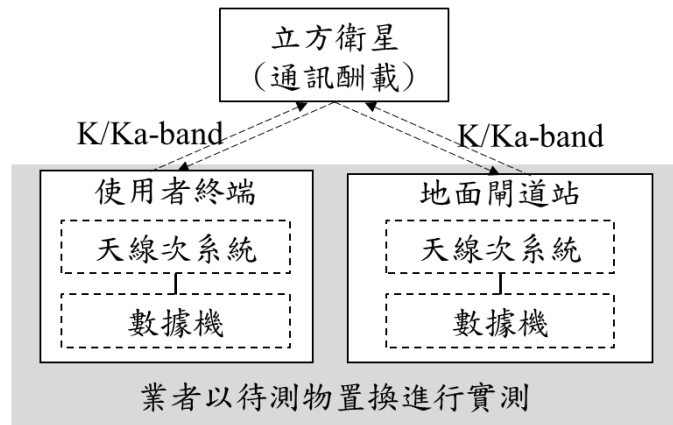 立方衛星
（通訊酬載）
K/Ka-band
K/Ka-band
使用者終端
天線次系統
數據機
地面閘道站
天線次系統
數據機
業者以待測物置換進行實測